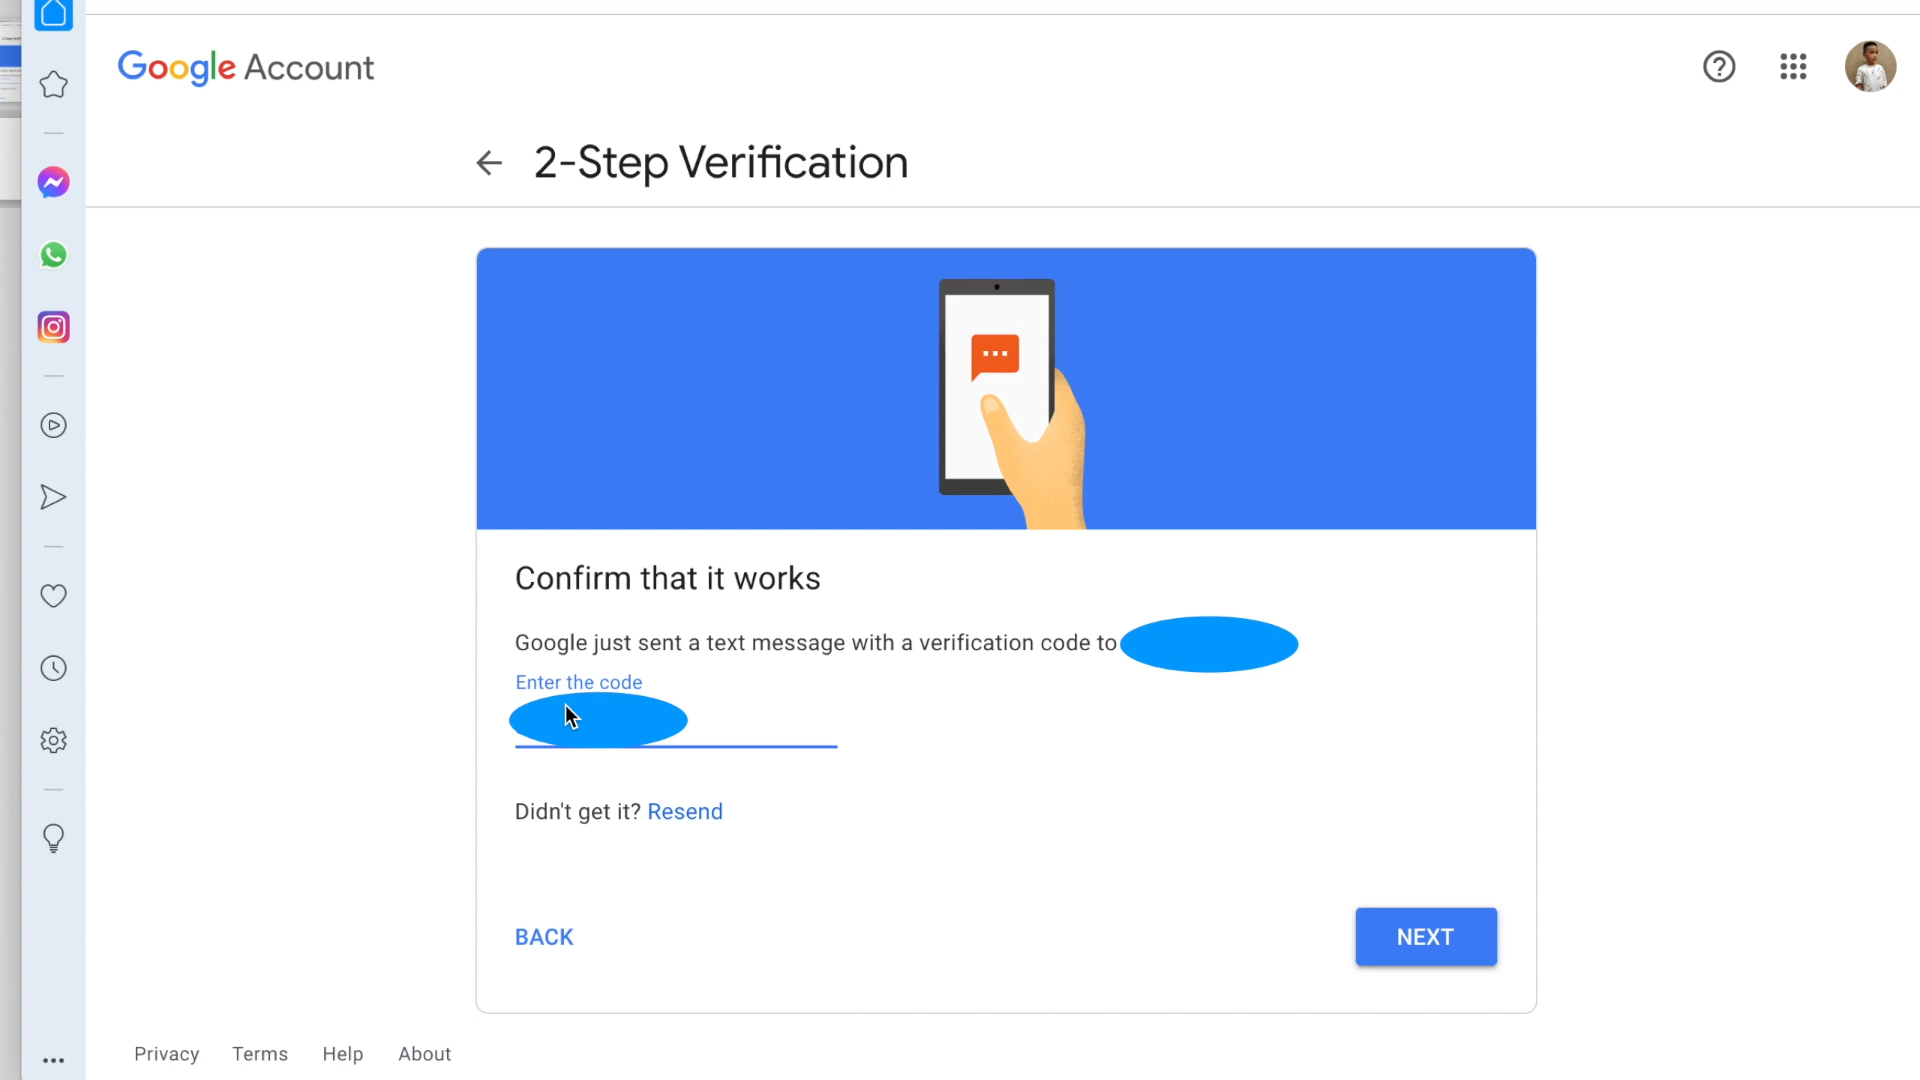 Google Account
2-Step Verification
Confirm that it works
Google just sent a text message with a verification code to
Enter the code
Didn't get it? Resend
BACK
NEXT
Privacy Terms Help About